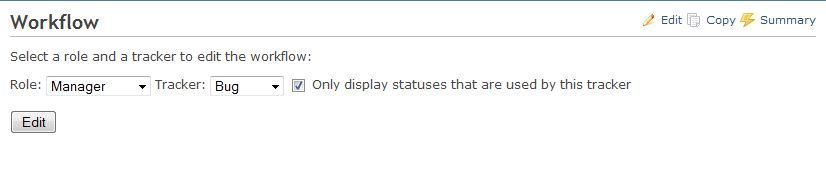 Workflow
Edit Copy Summary
Select a role and a tracker to edit the workflow:
Role: Manager Tracker: Bug Only display statuses that are used by this tracker
Edit